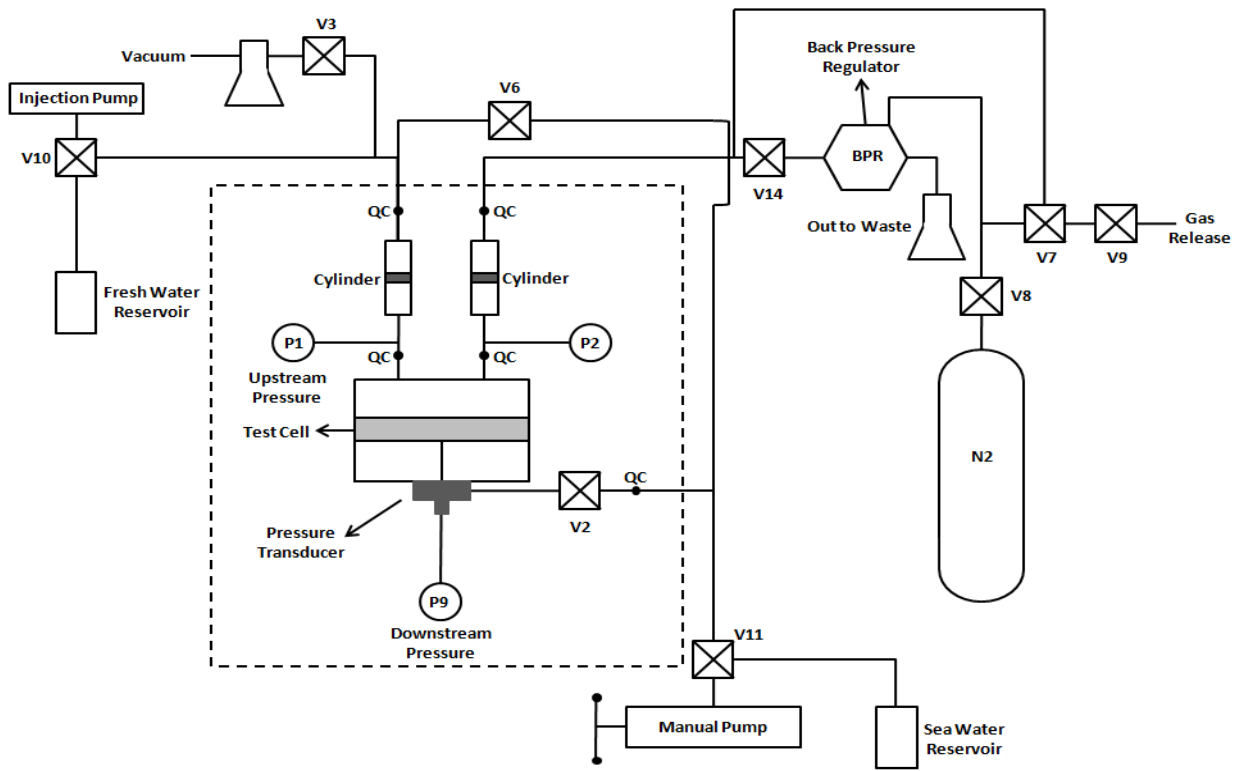 V3
Vacuum
Back Pressure
Regulator
V6
Injection Pump
V10
BPR
V14
QC
QC
Out to Waste
Gas
Release
V7
V9
Cylinder
Cylinder
Fresh Water
Reservoir
V8
P1
QC
QC
P2
Upstream
Pressure
Test Cell
N2
QC
V2
Pressure
Transducer
P9
Downstream
Pressure
V11
Manual Pump
Sea Water
Reservoir